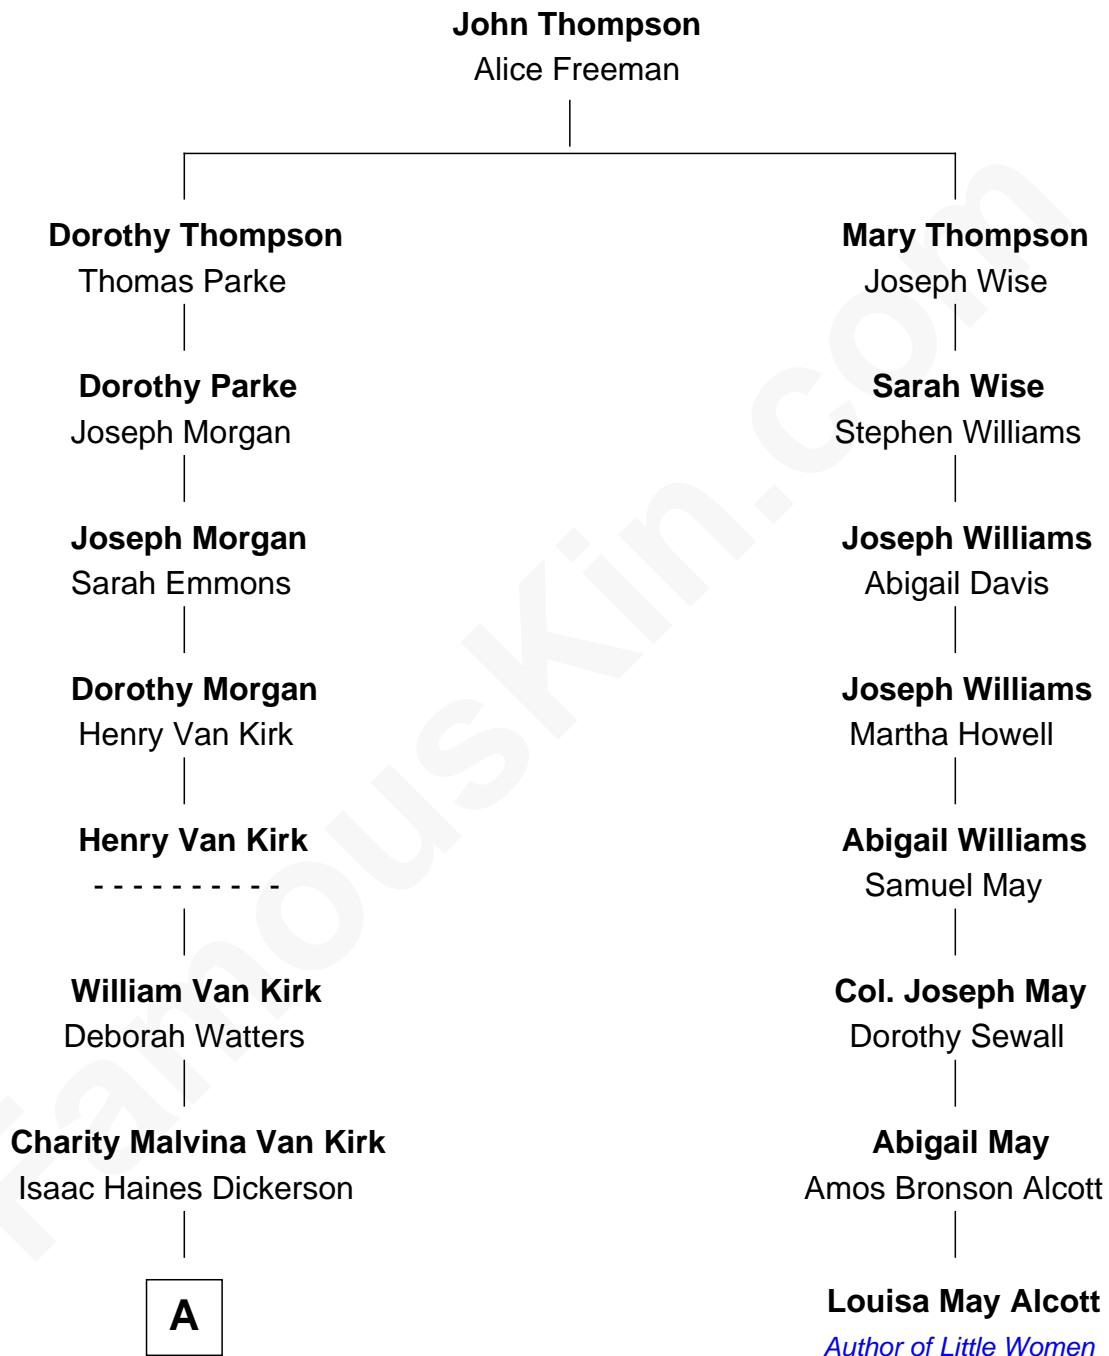 John Thompson
Alice Freeman
Dorothy Thompson
Thomas Parke
Mary Thompson
Joseph Wise
Dorothy Parke
Joseph Morgan
Sarah Wise
Stephen Williams
Joseph Morgan
Sarah Emmons
Joseph Williams
Abigail Davis
Dorothy Morgan
Henry Van Kirk
Joseph Williams
Martha Howell
Henry Van Kirk
- - - - - - - - - -
Abigail Williams
Samuel May
William Van Kirk
Deborah Watters
Col. Joseph May
Dorothy Sewall
Charity Malvina Van Kirk
Isaac Haines Dickerson
Abigail May
Amos Bronson Alcott
A
Louisa May Alcott
Author of Little Women
FamousKin.com